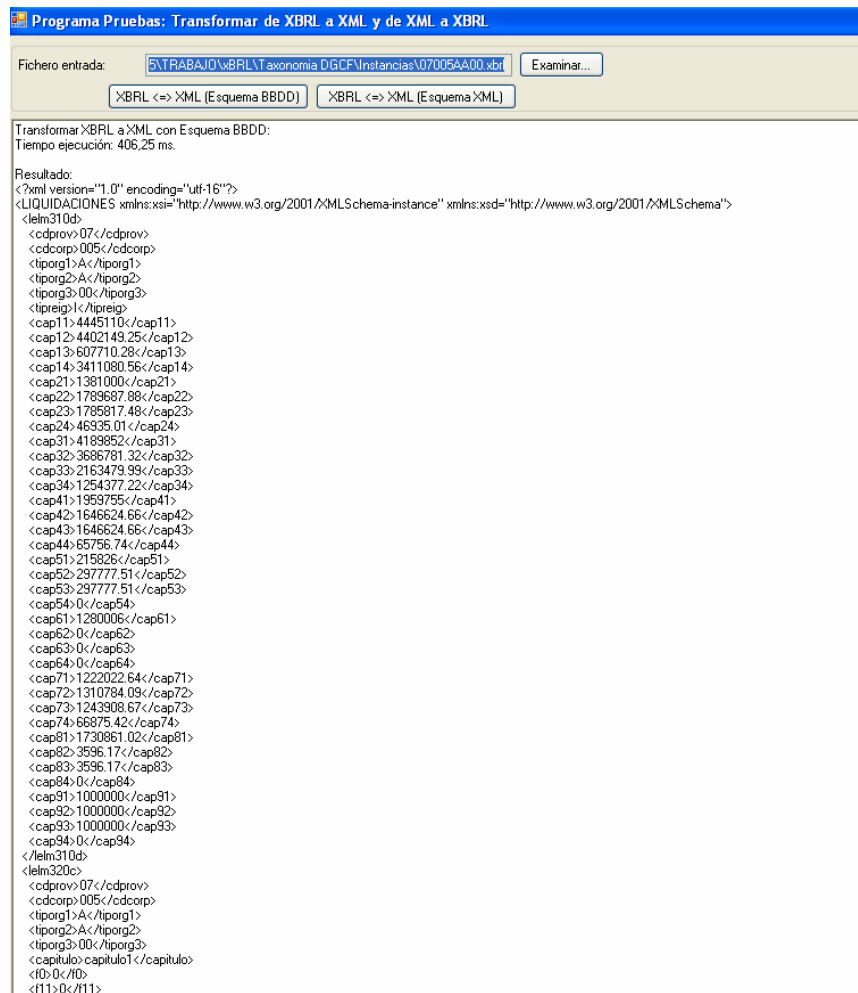 Programa Pruebas: Transformar de XBRL a XML y de XML a XBRL
Fichero entrada: 5\TRABAJO\xBRL\Taxonomia DGCF\Instancias\07005AA00.xbrl Examinar...
XBRL <=> XML (Esquema BBDD) XBRL <=> XML (Esquema XML)
Transformar XBRL a XML con Esquema BBDD:
Tiempo ejecución: 406,25 ms.
Resultado:
<?xml version="1.0" encoding="utf-16"?>
<LIQUIDACIONES xmlns:xsi="http://www.w3.org/2001/XMLSchema-instance" xmlns:xsd="http://www.w3.org/2001/XMLSchema">
<lelm310d>
<cdprov>07</cdprov>
<cdcorp>005</cdcorp>
<tiporg1>A</tiporg1>
<tiporg2>A</tiporg2>
<tiporg3>00</tiporg3>
<tipreig>I</tipreig>
<cap11>4445110</cap11>
<cap12>4402149.25</cap12>
<cap13>607710.28</cap13>
<cap14>3411080.56</cap14>
<cap21>1381000</cap21>
<cap22>1789687.88</cap22>
<cap23>1785817.48</cap23>
<cap24>46935.01</cap24>
<cap31>4189852</cap31>
<cap32>3686781.32</cap32>
<cap33>2163479.99</cap33>
<cap34>1254377.22</cap34>
<cap41>1959755</cap41>
<cap42>1646624.66</cap42>
<cap43>1646624.66</cap43>
<cap44>65756.74</cap44>
<cap51>215826</cap51>
<cap52>297777.51</cap52>
<cap53>297777.51</cap53>
<cap54>0</cap54>
<cap61>1280006</cap61>
<cap62>0</cap62>
<cap63>0</cap63>
<cap64>0</cap64>
<cap71>1222022.64</cap71>
<cap72>1310784.09</cap72>
<cap73>1243908.67</cap73>
<cap74>66875.42</cap74>
<cap81>1730861.02</cap81>
<cap82>3596.17</cap82>
<cap83>3596.17</cap83>
<cap84>0</cap84>
<cap91>1000000</cap91>
<cap92>1000000</cap92>
<cap93>1000000</cap93>
<cap94>0</cap94>
</lelm310d>
<lelm320c>
<cdprov>07</cdprov>
<cdcorp>005</cdcorp>
<tiporg1>A</tiporg1>
<tiporg2>A</tiporg2>
<tiporg3>00</tiporg3>
<capitulo>capitulo1</capitulo>
<f0>0</f0>
<f11>0</f11>